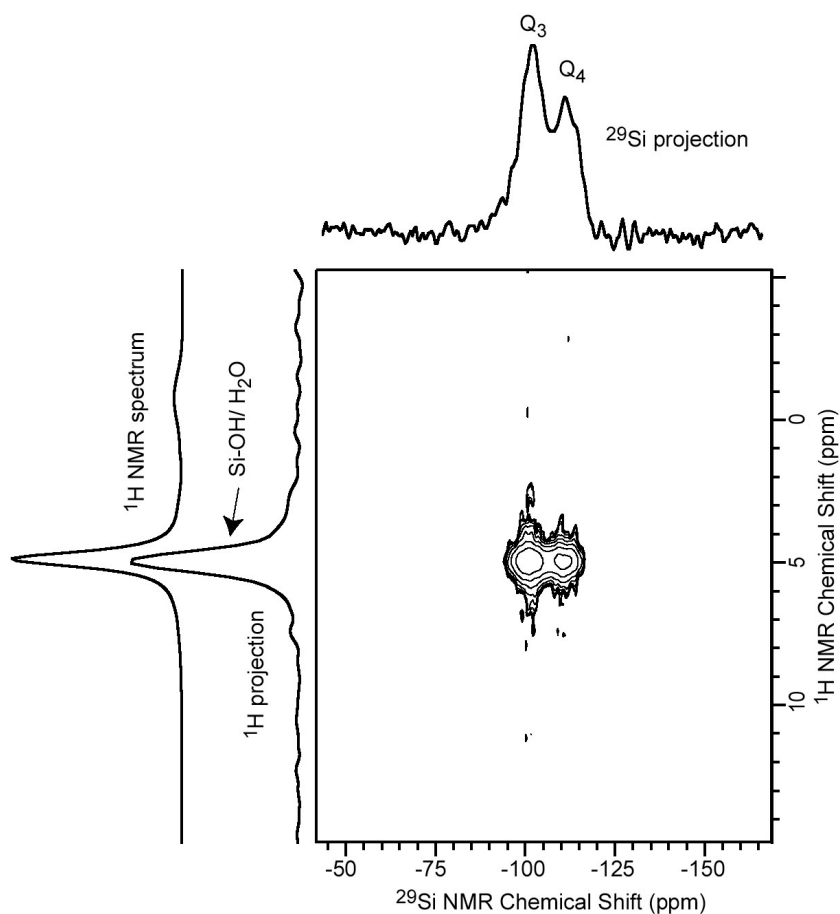 Q3
Q4
29Si projection
1H NMR spectrum
Si-OH/ H2O
1H projection
0
5
10
1H NMR Chemical Shift (ppm)
-50
-75
-100
-125
-150
29Si NMR Chemical Shift (ppm)